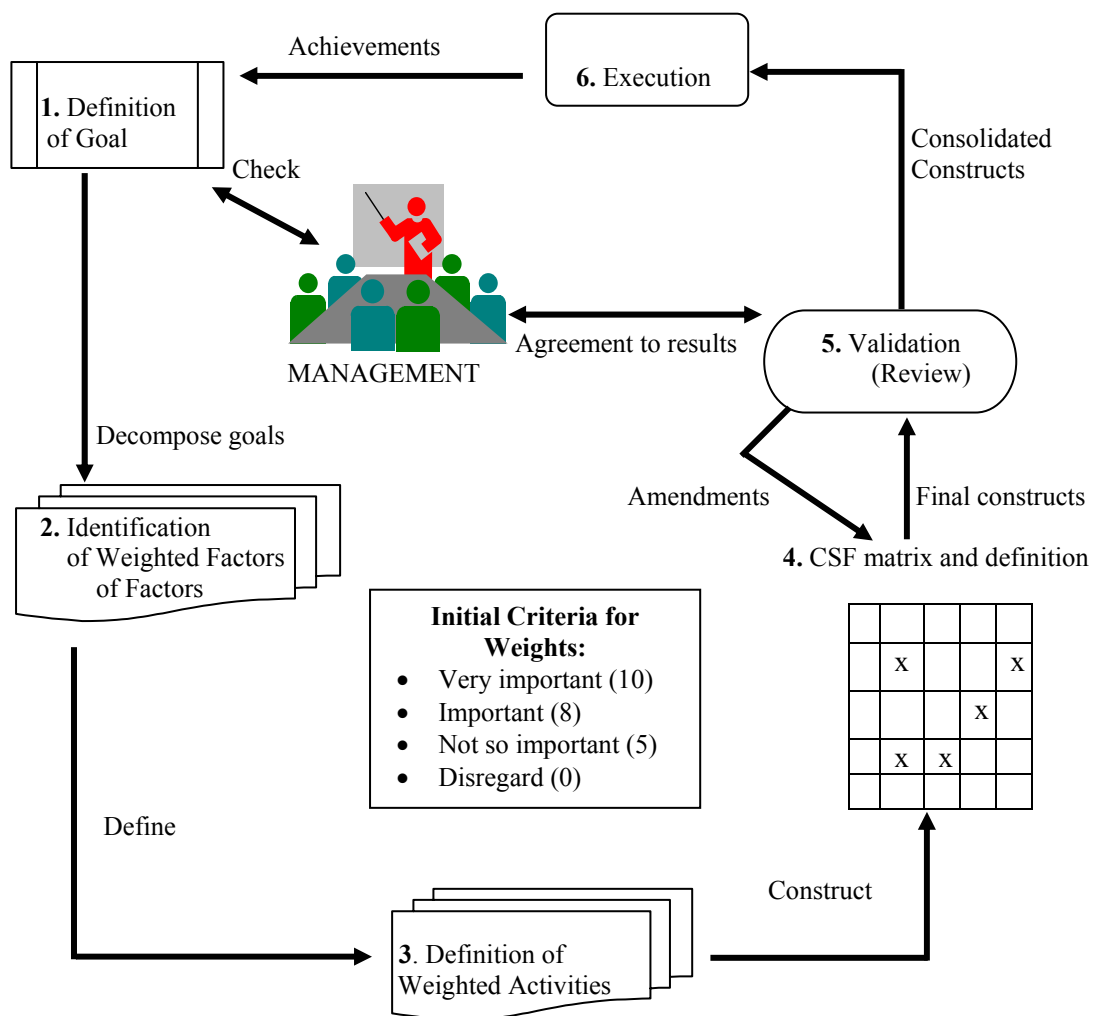 Achievements
6. Execution
1. Definition
of Goal
Check
Consolidated
Constructs
Agreement to results
MANAGEMENT
5. Validation
(Review)
Decompose goals
Amendments
Final constructs
2. Identification
of Weighted Factors
of Factors
4. CSF matrix and definition
Initial Criteria for
Weights:
• Very important (10)
• Important (8)
• Not so important (5)
• Disregard (0)
x x
x
x x
Define
Construct
3. Definition of
Weighted Activities